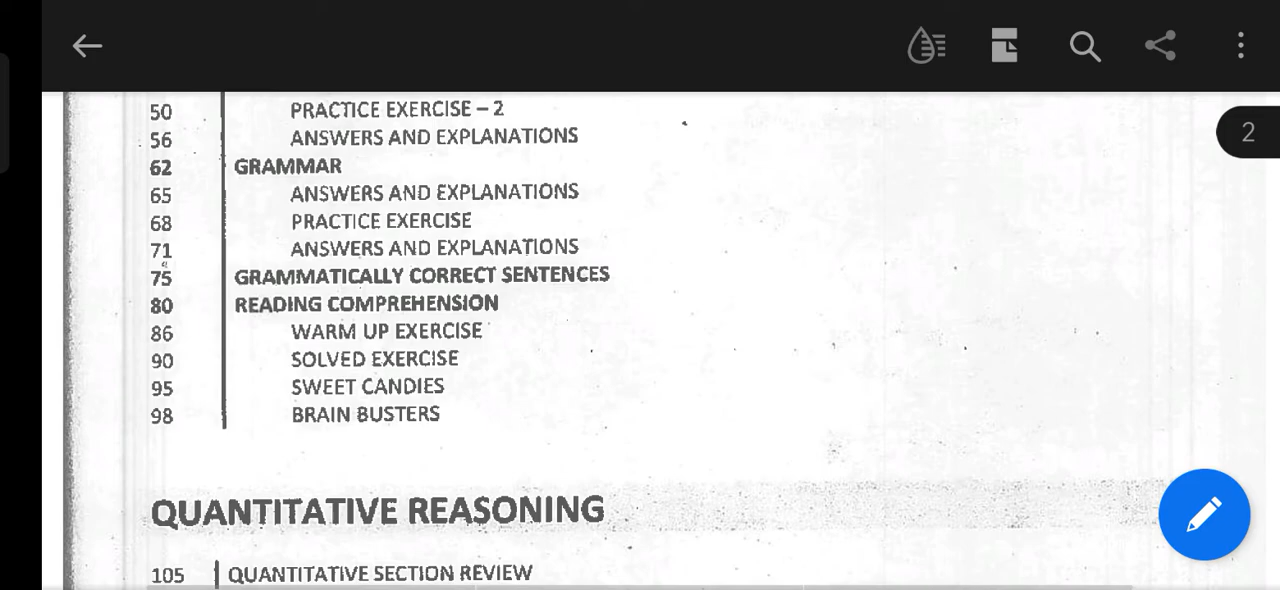 2
50 PRACTICE EXERCISE – 2
56 ANSWERS AND EXPLANATIONS
62 GRAMMAR
65 ANSWERS AND EXPLANATIONS
68 PRACTICE EXERCISE
71 ANSWERS AND EXPLANATIONS
75 GRAMMATICALLY CORRECT SENTENCES
80 READING COMPREHENSION
86 WARM UP EXERCISE
90 SOLVED EXERCISE
95 SWEET CANDIES
98 BRAIN BUSTERS
QUANTITATIVE REASONING
105 QUANTITATIVE SECTION REVIEW